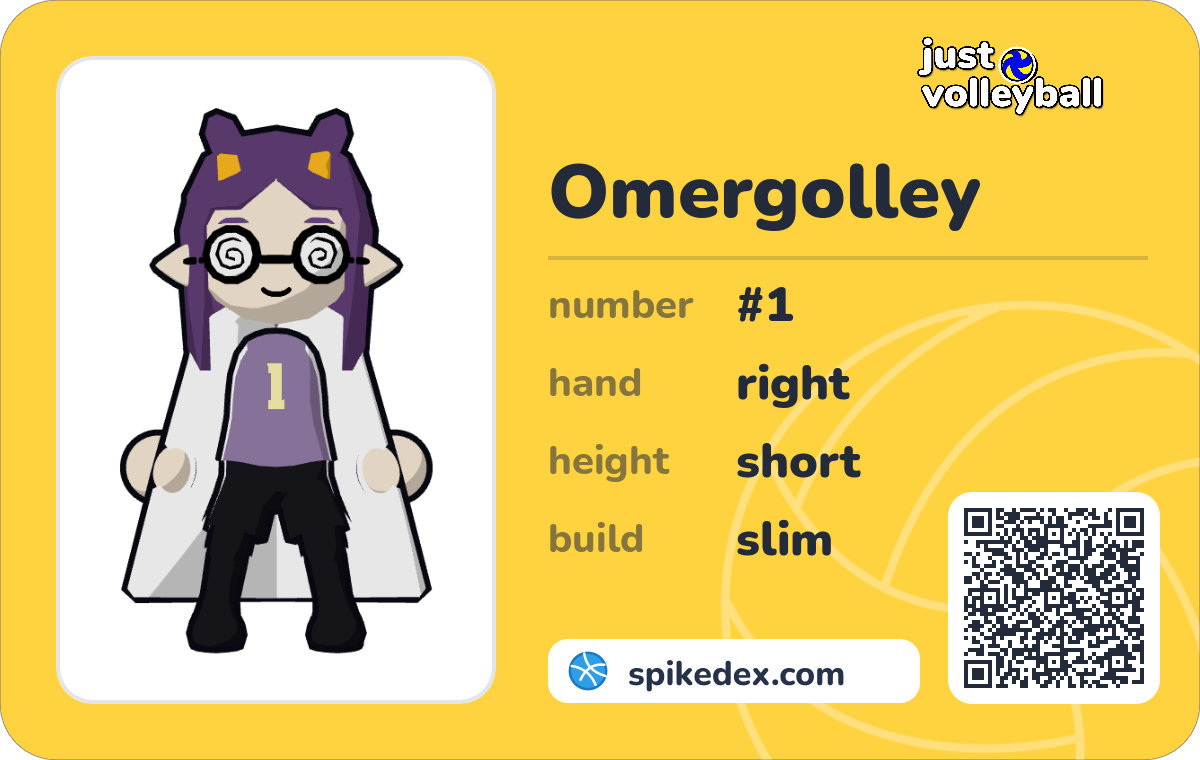 just
volleyball
Omergolley
number #1
hand right
height short
build slim
1
spikedex.com